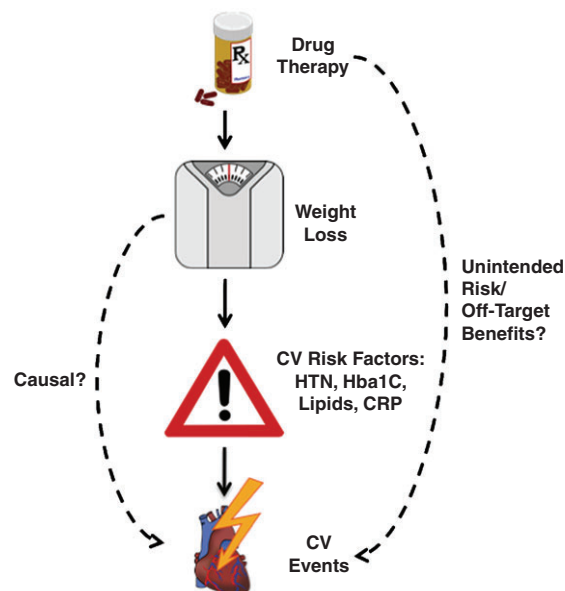 Rx
Drug
Therapy
Weight
Loss
Unintended
Risk/
Off-Target
Benefits?
CV Risk Factors:
HTN, Hba1C,
Lipids, CRP
Causal?
CV
Events